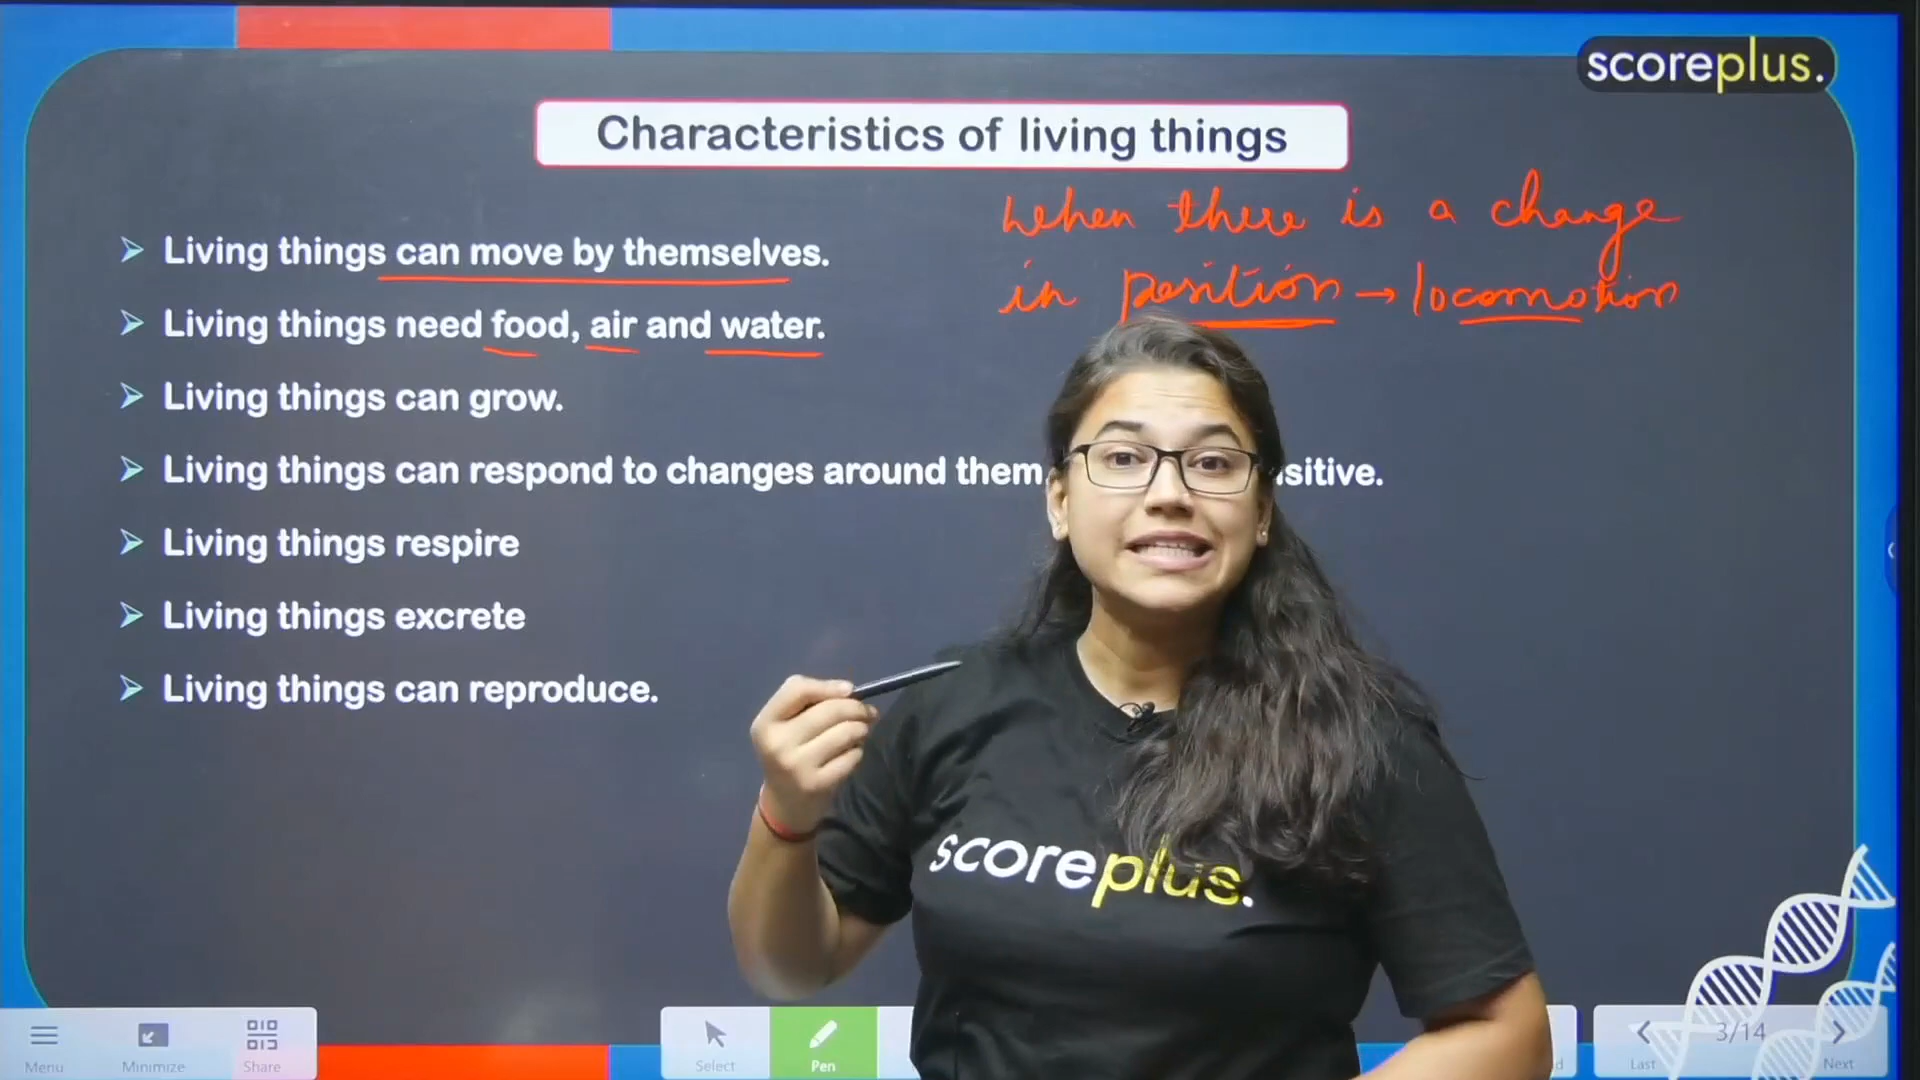 scoreplus.
Characteristics of living things
When there is a change
in position → locomotion
➢ Living things can move by themselves.
➢ Living things need food, air and water.
➢ Living things can grow.
➢ Living things can respond to changes around them sitive.
➢ Living things respire
➢ Living things excrete
➢ Living things can reproduce.
scoreplus.
Menu Minimize Share Select Pen Last 3/14 Next